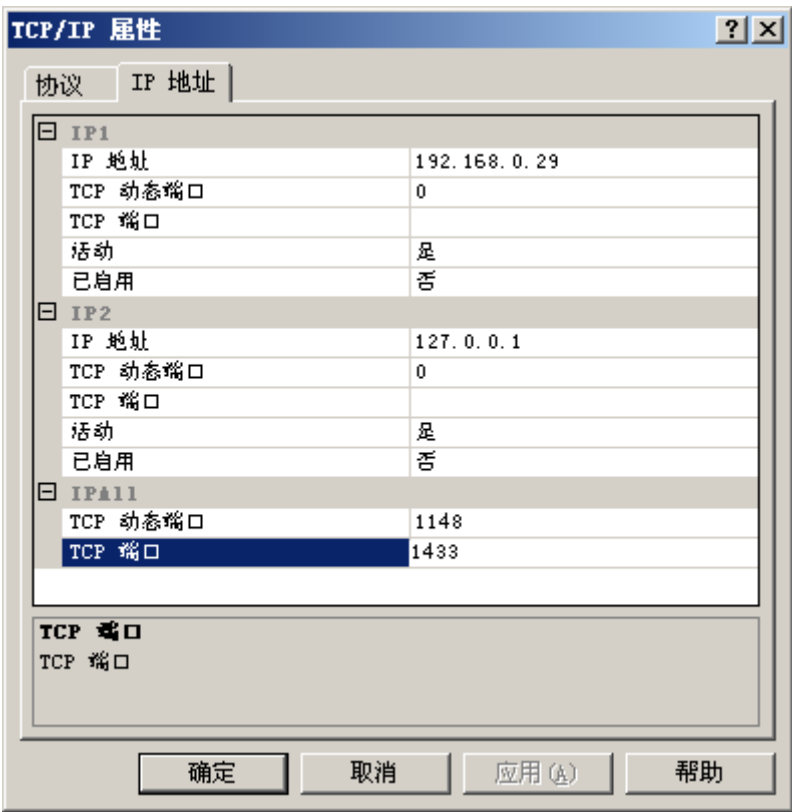 TCP/IP 属性
协议 IP 地址
IP1
IP 地址 192.168.0.29
TCP 动态端口 0
TCP 端口
活动 是
已启用 否
IP2
IP 地址 127.0.0.1
TCP 动态端口 0
TCP 端口
活动 是
已启用 否
IPAll
TCP 动态端口 1148
TCP 端口 1433
TCP 端口
TCP 端口
确定 取消 应用(A) 帮助